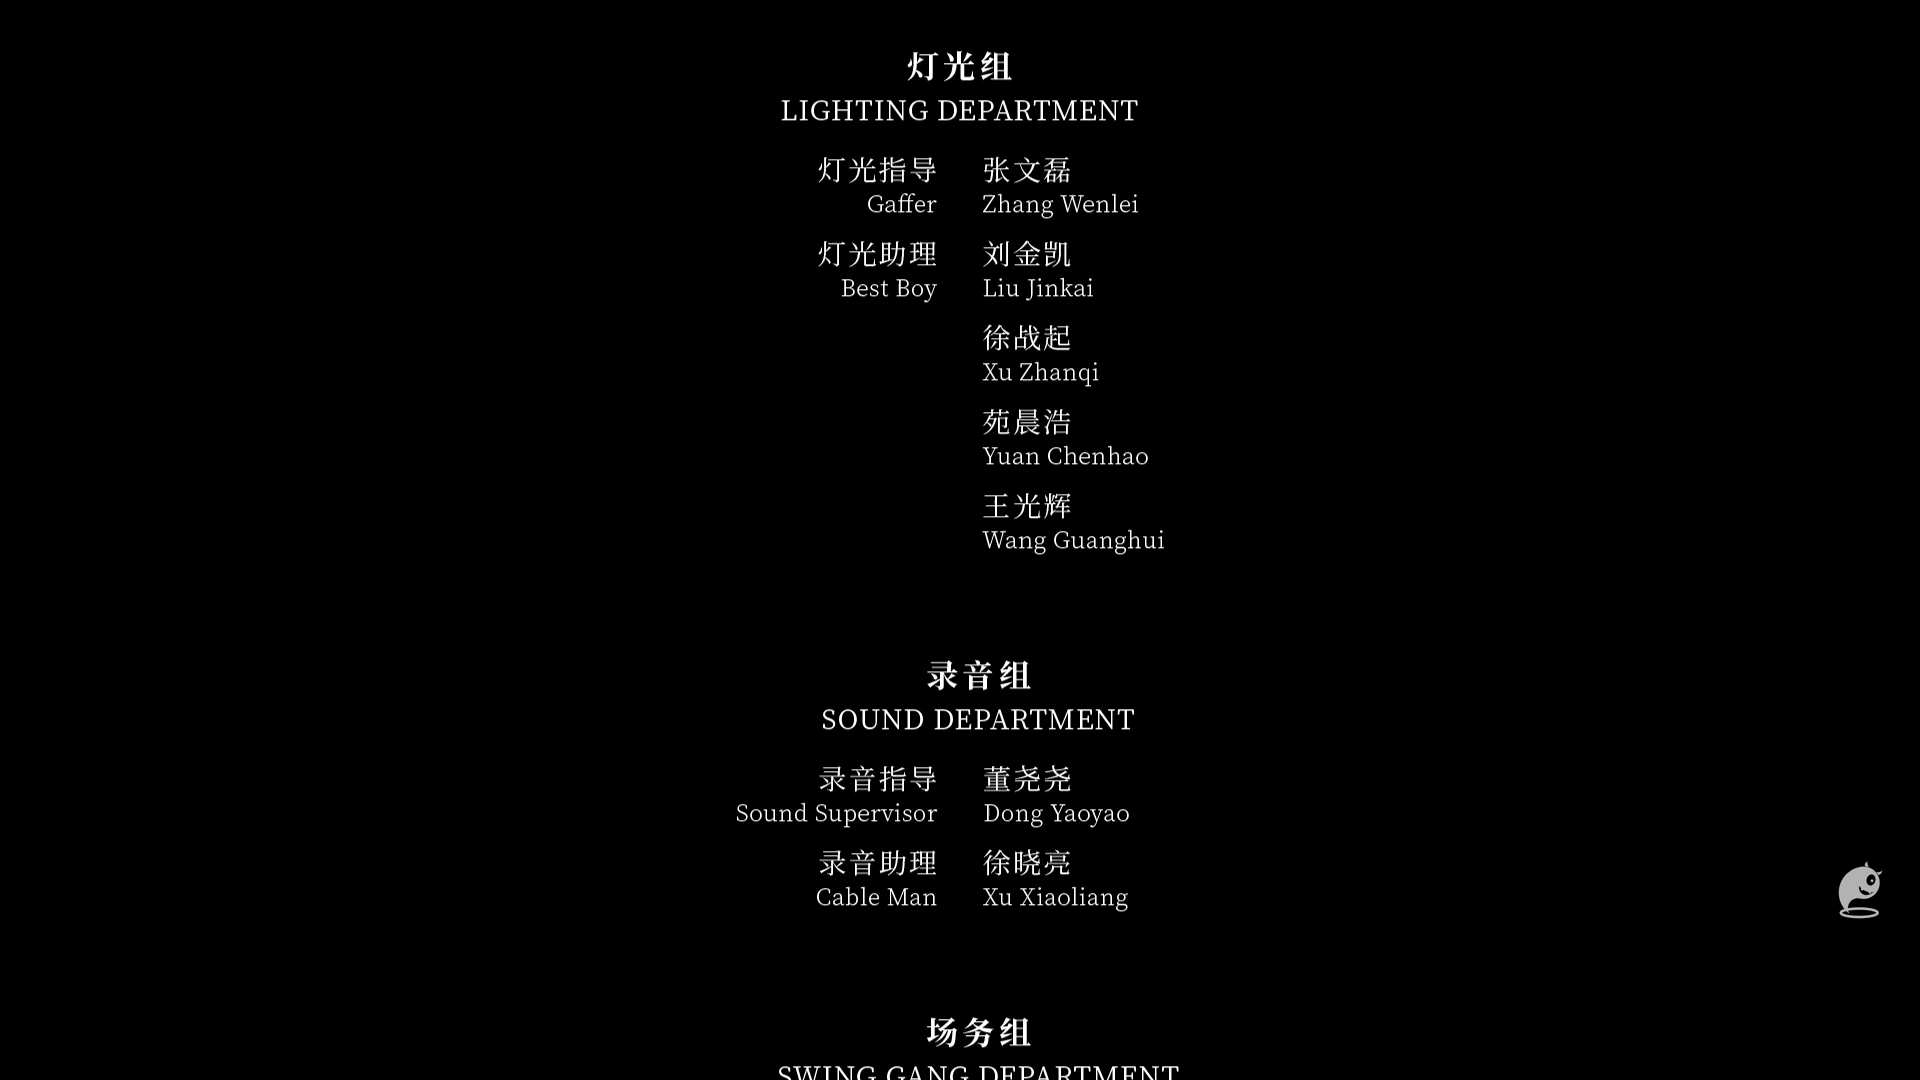 灯光组
LIGHTING DEPARTMENT
灯光指导 张文磊
Gaffer Zhang Wenlei
灯光助理 刘金凯
Best Boy Liu Jinkai
徐战起
Xu Zhanqi
苑晨浩
Yuan Chenhao
王光辉
Wang Guanghui
录音组
SOUND DEPARTMENT
录音指导 董尧尧
Sound Supervisor Dong Yaoyao
录音助理 徐晓亮
Cable Man Xu Xiaoliang
场务组
SWING GANG DEPARTMENT